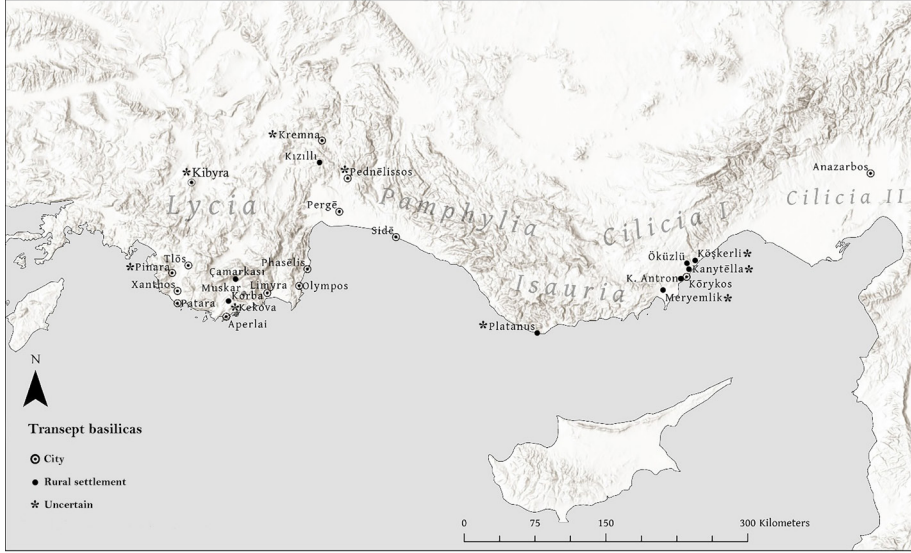 *Kremna
Kızıllı
*Pednēlissos
*Kibyra
Anazarbos
Lycia
Pergē
Pamphylia
Cilicia I
Cilicia II
Sidē
Tlōs
*Pinara
Phasēlis
Çamarkası
Xanthos
Muskar
Limyra
Olympos
Korba
Patara
*Kekova
Aperlai
Isauria
Öküzlü
Köşkerli*
Kanytēlla*
K. Antron
Kōrykos
Meryemlik*
*Platanus
N
Transept basilicas
City
Rural settlement
* Uncertain
0 75 150 300 Kilometers